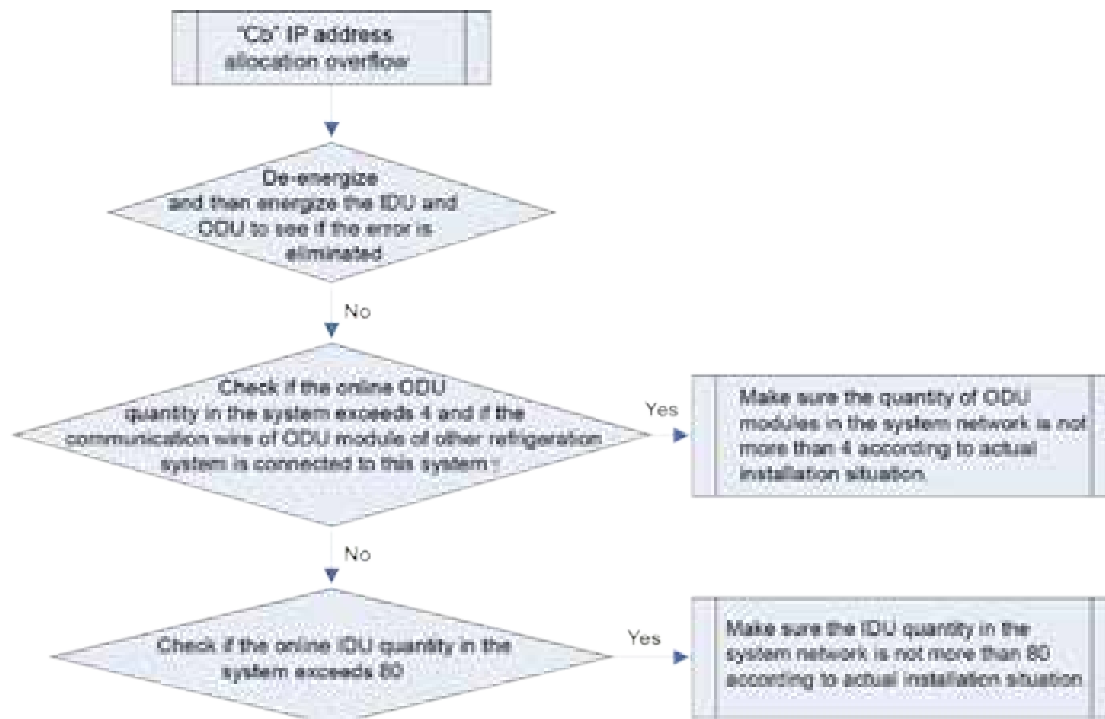 "Cb" IP address
allocation overflow
De-energize
and then energize the IDU and
ODU to see if the error is
eliminated
No
Check if the online ODU
quantity in the system exceeds 4 and if the
communication wire of ODU module of other refrigeration
system is connected to this system?
Yes
Make sure the quantity of ODU
modules in the system network is not
more than 4 according to actual
installation situation.
No
Check if the online IDU quantity in the
system exceeds 80
Yes
Make sure the IDU quantity in the
system network is not more than 80
according to actual installation situation